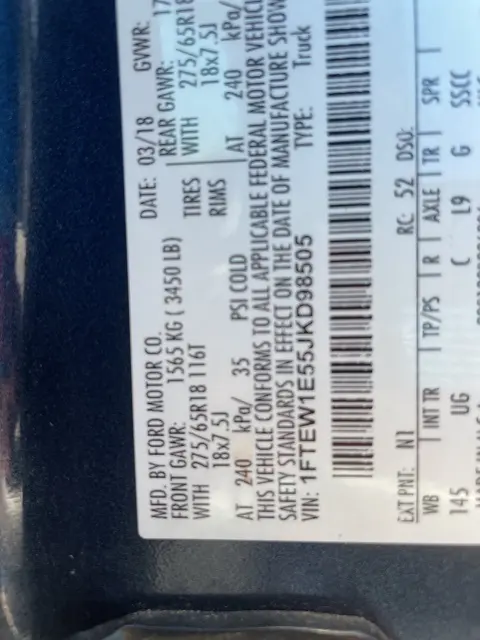 MFD. BY FORD MOTOR CO.
DATE: 03/18 GVWR: 17
FRONT GAWR: 1565 KG ( 3450 LB) REAR GAWR:
WITH 275/65R18 116T TIRES WITH 275/65R18
18x7.5J RIMS 18x7.5J
AT 240 kPa/ 35 PSI COLD AT 240 kPa/
THIS VEHICLE CONFORMS TO ALL APPLICABLE FEDERAL MOTOR VEHICL
SAFETY STANDARDS IN EFFECT ON THE DATE OF MANUFACTURE SHOW
VIN: 1FTEW1E55JKD98505 TYPE: Truck
EXT PNT: N1 RC: 52 DSO:
WB INT TR TP/PS R AXLE TR SPR
145 UG C L9 G SSCC